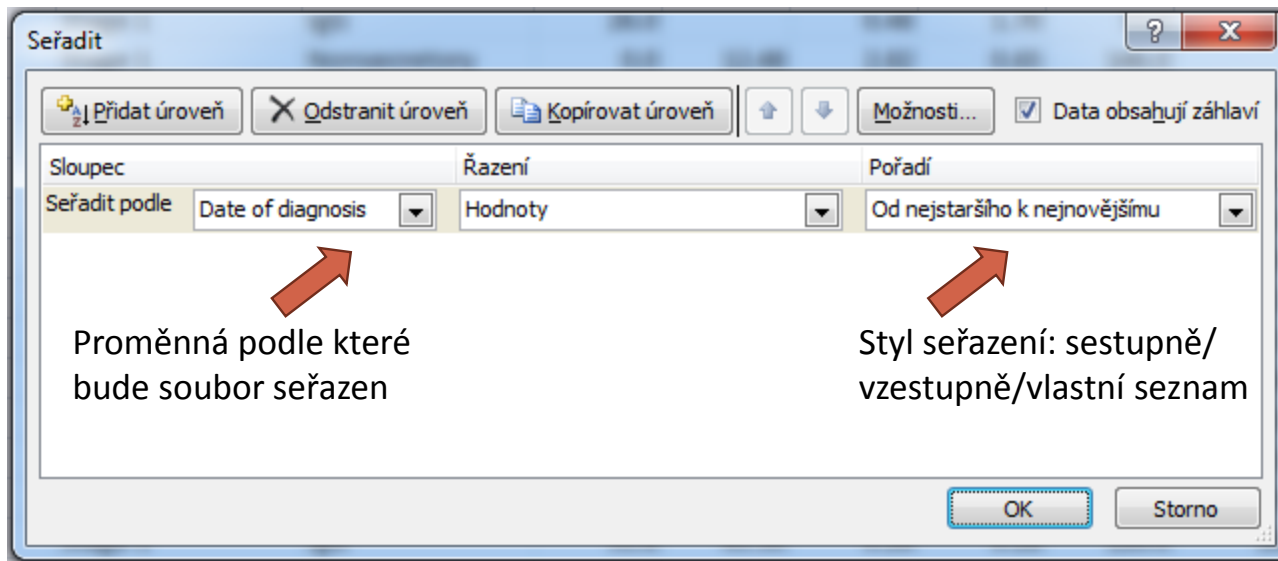 Seřadit
Přidat úroveň Odstranit úroveň Kopírovat úroveň Možnosti... Data obsahují záhlaví
Sloupec Řazení Pořadí
Seřadit podle Date of diagnosis Hodnoty Od nejstaršího k nejnovějšímu
Proměnná podle které
bude soubor seřazen
Styl seřazení: sestupně/
vzestupně/vlastní seznam
OK Storno